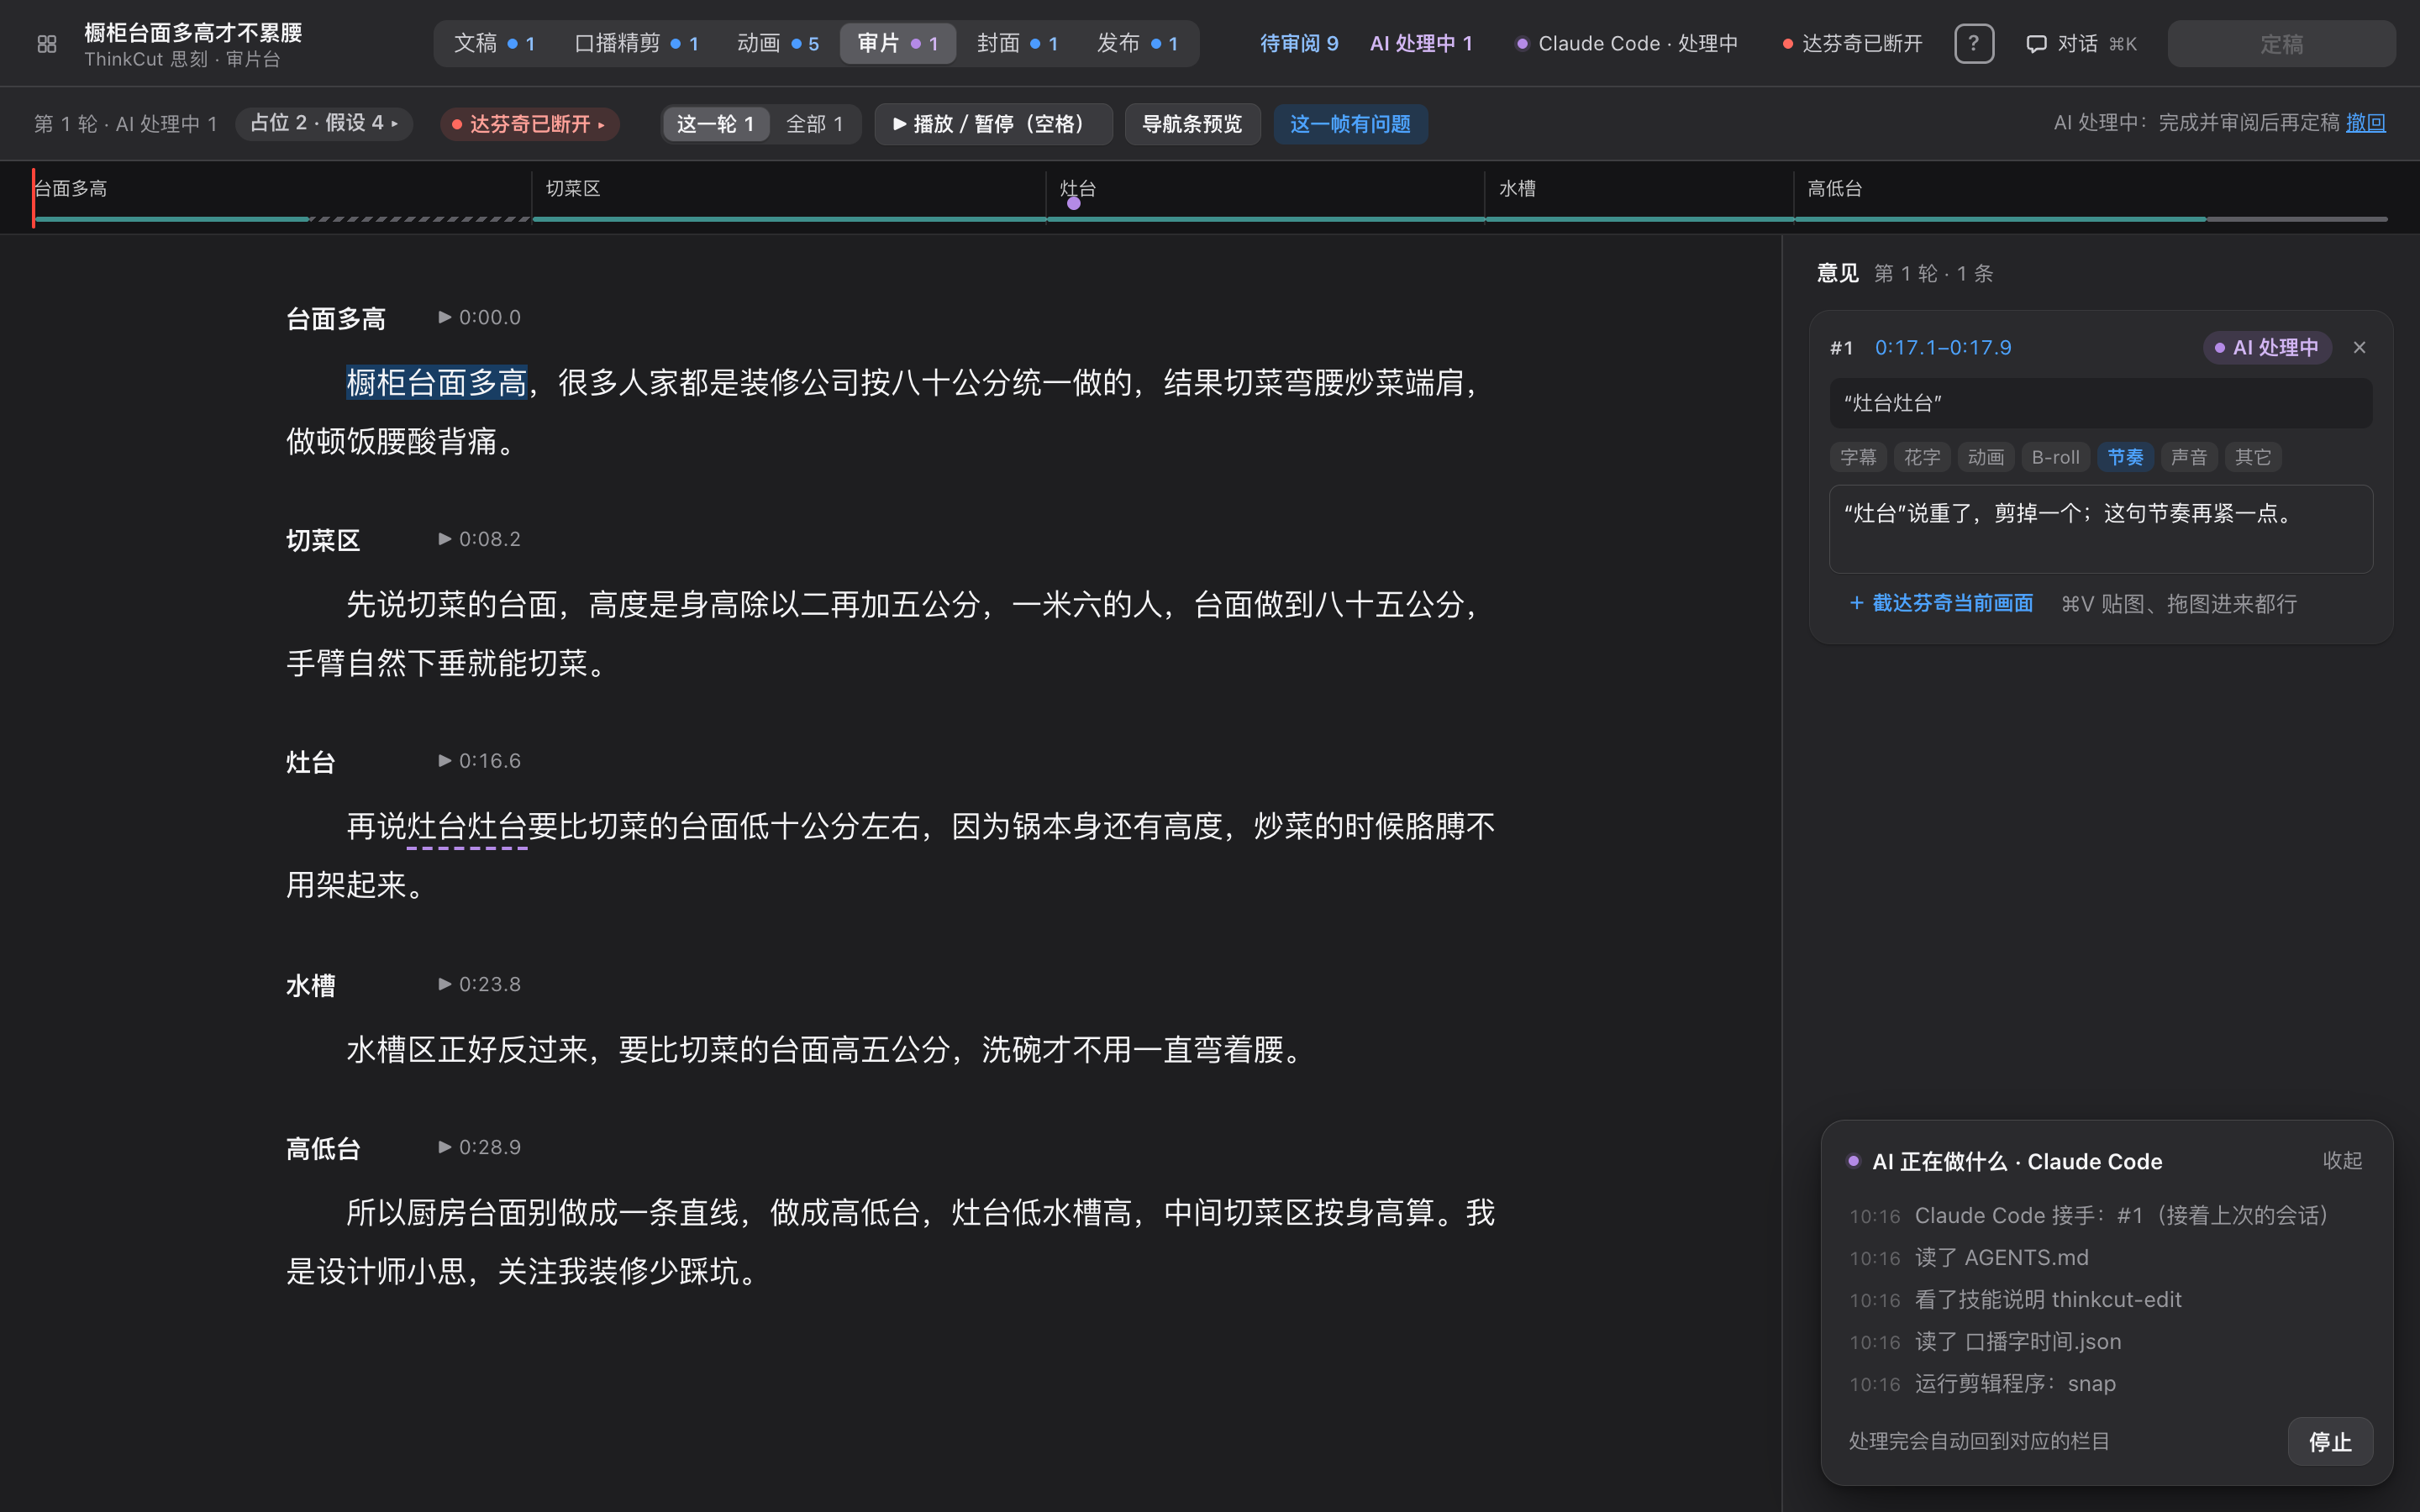 橱柜台面多高才不累腰
ThinkCut 思刻 · 审片台
文稿 1 口播精剪 1 动画 5 审片 1 封面 1 发布 1
待审阅 9 AI 处理中 1 Claude Code · 处理中 达芬奇已断开 ? 对话 ⌘K 定稿
第 1 轮 · AI 处理中 1 占位 2 · 假设 4 ▸ 达芬奇已断开 ▸ 这一轮 1 全部 1 ▶ 播放 / 暂停（空格） 导航条预览 这一帧有问题 AI 处理中：完成并审阅后再定稿 撤回
台面多高 切菜区 灶台 水槽 高低台
台面多高 ▶ 0:00.0
橱柜台面多高，很多人家都是装修公司按八十公分统一做的，结果切菜弯腰炒菜端肩，
做顿饭腰酸背痛。
切菜区 ▶ 0:08.2
先说切菜的台面，高度是身高除以二再加五公分，一米六的人，台面做到八十五公分，
手臂自然下垂就能切菜。
灶台 ▶ 0:16.6
再说灶台灶台要比切菜的台面低十公分左右，因为锅本身还有高度，炒菜的时候胳膊不
用架起来。
水槽 ▶ 0:23.8
水槽区正好反过来，要比切菜的台面高五公分，洗碗才不用一直弯着腰。
高低台 ▶ 0:28.9
所以厨房台面别做成一条直线，做成高低台，灶台低水槽高，中间切菜区按身高算。我
是设计师小思，关注我装修少踩坑。
意见 第 1 轮 · 1 条
#1 0:17.1–0:17.9 AI 处理中 ×
“灶台灶台”
字幕 花字 动画 B-roll 节奏 声音 其它
“灶台”说重了，剪掉一个；这句节奏再紧一点。
+ 截达芬奇当前画面 ⌘V 贴图、拖图进来都行
AI 正在做什么 · Claude Code 收起
10:16 Claude Code 接手：#1（接着上次的会话）
10:16 读了 AGENTS.md
10:16 看了技能说明 thinkcut-edit
10:16 读了 口播字时间.json
10:16 运行剪辑程序：snap
处理完会自动回到对应的栏目 停止